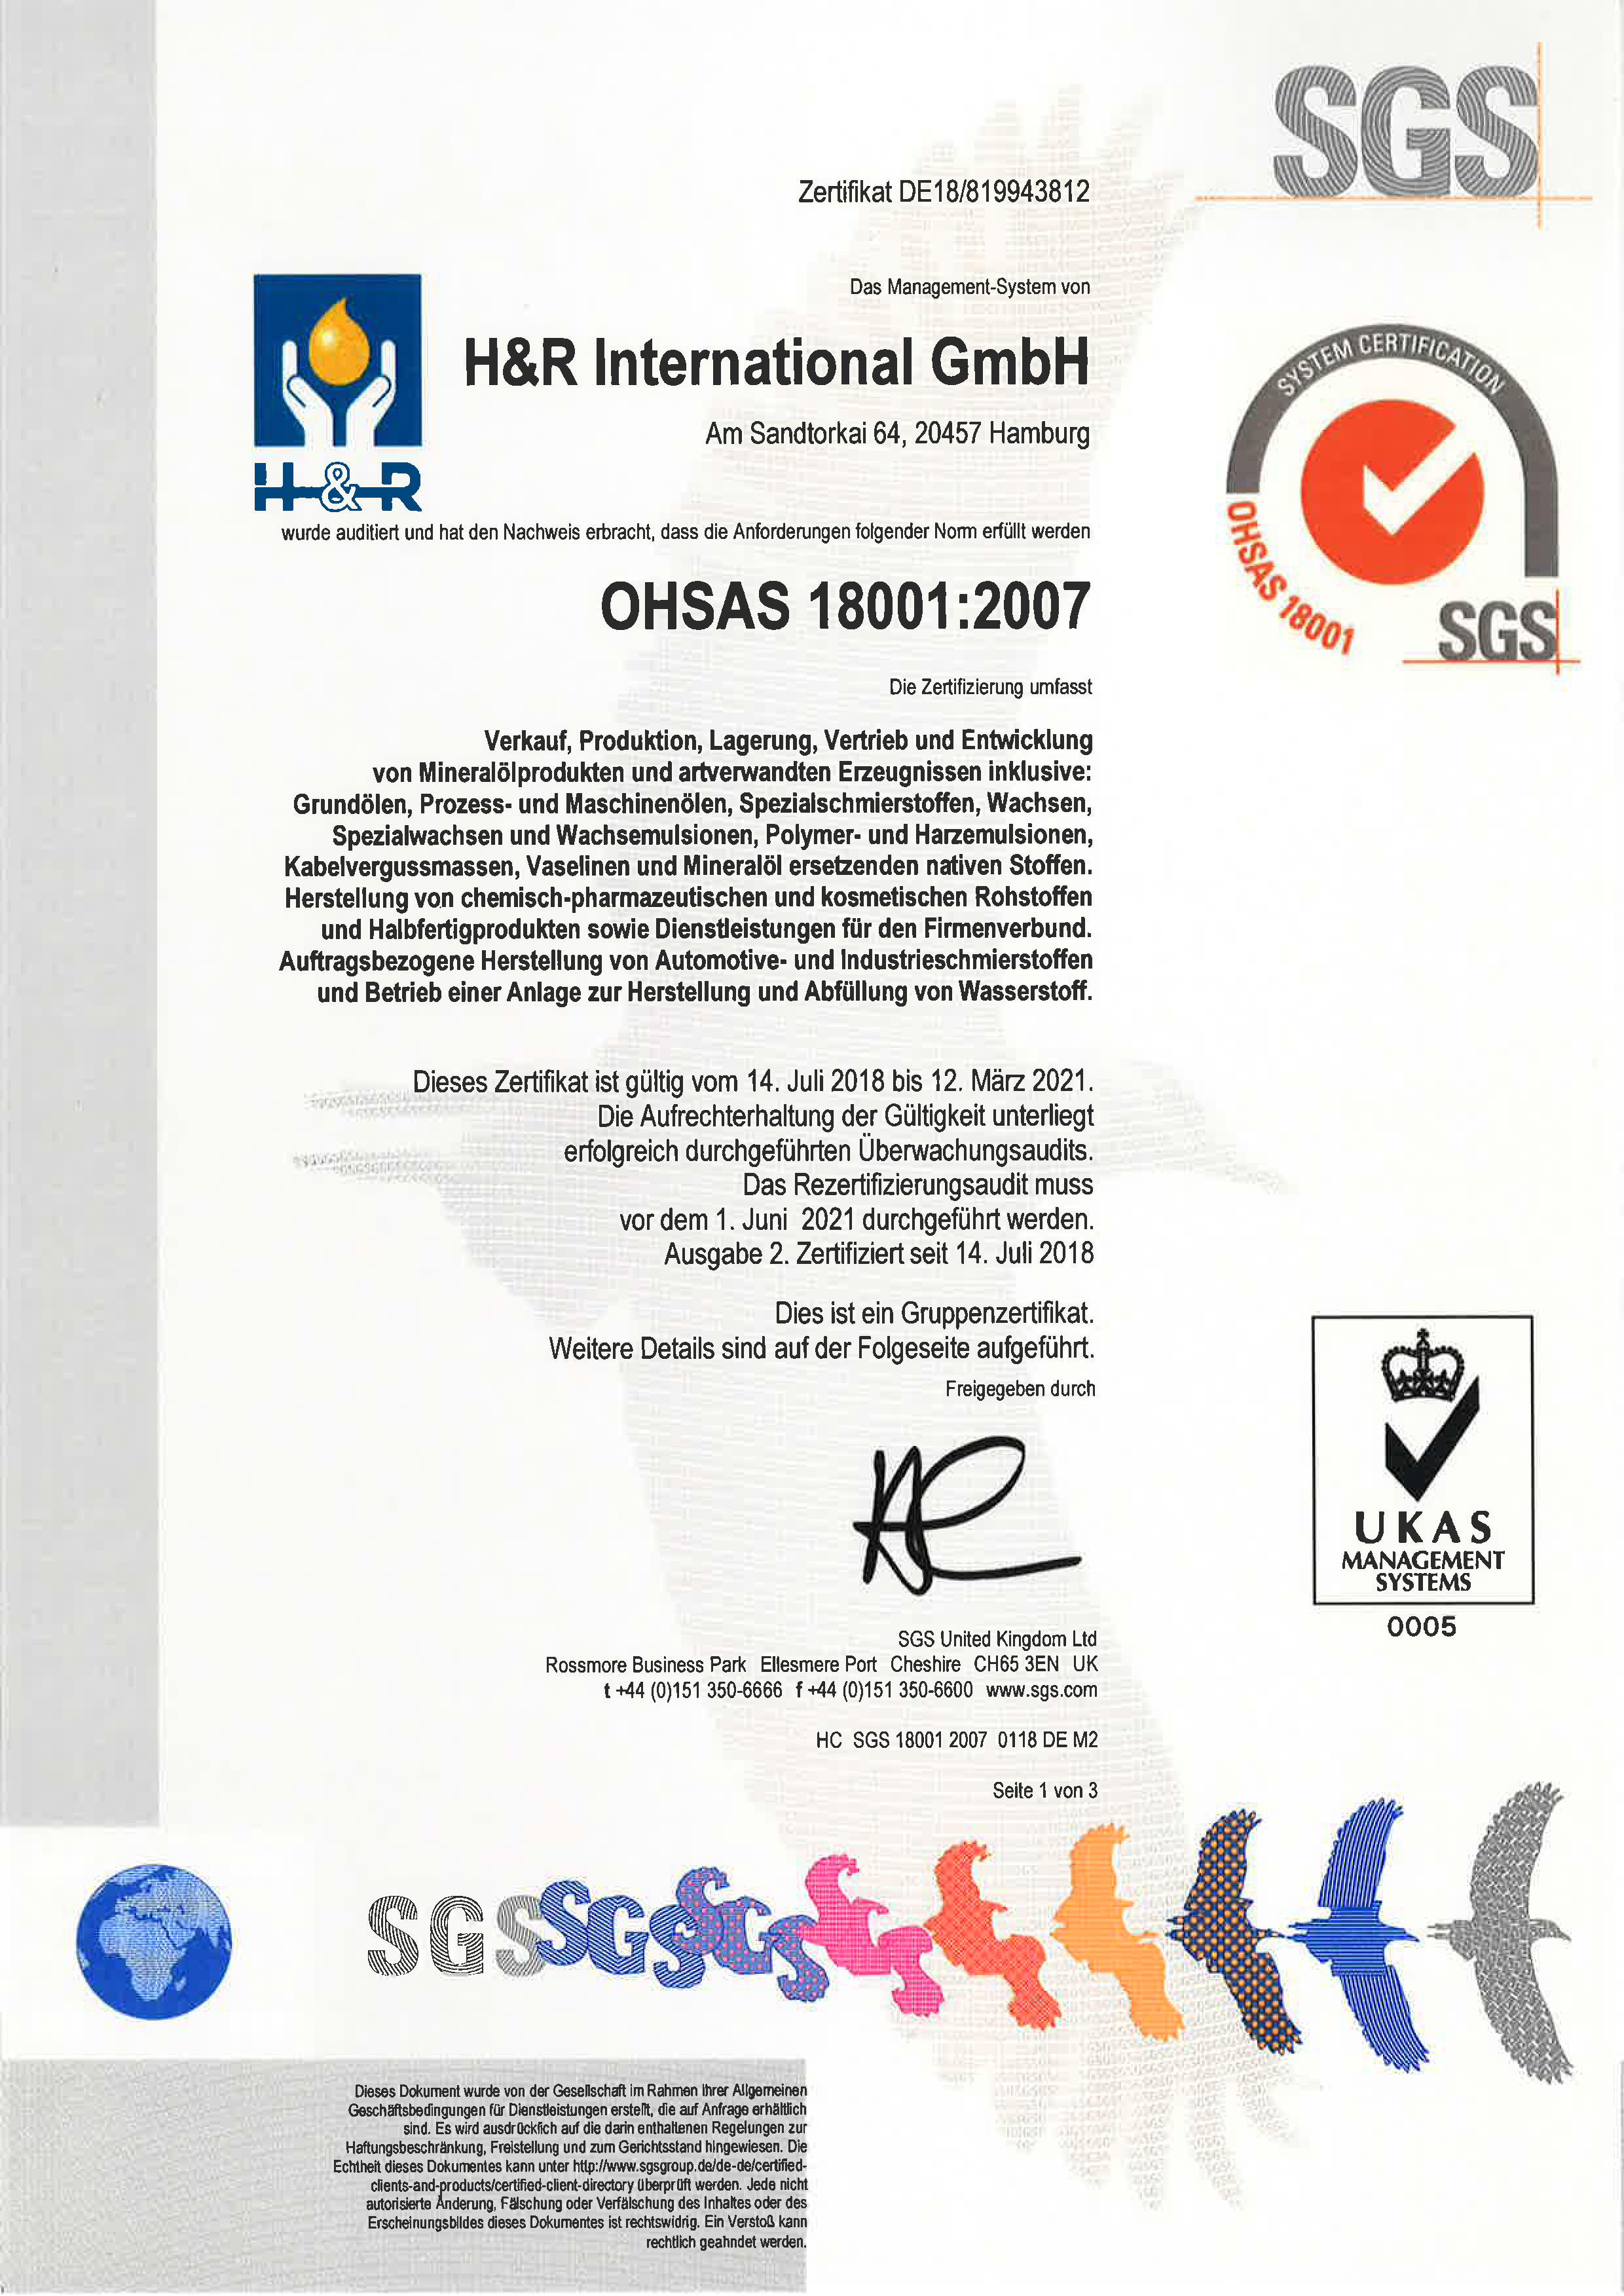 SGS
Zertifikat DE18/819943812
Das Management-System von
H&R International GmbH
Am Sandtorkai 64, 20457 Hamburg
H&R
wurde auditiert und hat den Nachweis erbracht, dass die Anforderungen folgender Norm erfüllt werden
OHSAS 18001:2007
SYSTEM CERTIFICATION
OHSAS 18001
SGS
Die Zertifizierung umfasst
Verkauf, Produktion, Lagerung, Vertrieb und Entwicklung
von Mineralölprodukten und artverwandten Erzeugnissen inklusive:
Grundölen, Prozess- und Maschinenölen, Spezialschmierstoffen, Wachsen,
Spezialwachsen und Wachsemulsionen, Polymer- und Harzemulsionen,
Kabelvergussmassen, Vaselinen und Mineralöl ersetzenden nativen Stoffen.
Herstellung von chemisch-pharmazeutischen und kosmetischen Rohstoffen
und Halbfertigprodukten sowie Dienstleistungen für den Firmenverbund.
Auftragsbezogene Herstellung von Automotive- und Industrieschmierstoffen
und Betrieb einer Anlage zur Herstellung und Abfüllung von Wasserstoff.
Dieses Zertifikat ist gültig vom 14. Juli 2018 bis 12. März 2021.
Die Aufrechterhaltung der Gültigkeit unterliegt
erfolgreich durchgeführten Überwachungsaudits.
Das Rezertifizierungsaudit muss
vor dem 1. Juni 2021 durchgeführt werden.
Ausgabe 2. Zertifiziert seit 14. Juli 2018
Dies ist ein Gruppenzertifikat.
Weitere Details sind auf der Folgeseite aufgeführt.
Freigegeben durch
UKAS
MANAGEMENT
SYSTEMS
0005
SGS United Kingdom Ltd
Rossmore Business Park Ellesmere Port Cheshire CH65 3EN UK
t +44 (0)151 350-6666 f +44 (0)151 350-6600 www.sgs.com
HC SGS 18001 2007 0118 DE M2
Seite 1 von 3
SGSSGSSGS
Dieses Dokument wurde von der Gesellschaft im Rahmen Ihrer Allgemeinen
Geschäftsbedingungen für Dienstleistungen erstellt, die auf Anfrage erhältlich
sind. Es wird ausdrücklich auf die darin enthaltenen Regelungen zur
Haftungsbeschränkung, Freistellung und zum Gerichtsstand hingewiesen. Die
Echtheit dieses Dokumentes kann unter http://www.sgsgroup.de/de-de/certified-
clients-and-products/certified-client-directory überprüft werden. Jede nicht
autorisierte Änderung, Fälschung oder Verfälschung des Inhaltes oder des
Erscheinungsbildes dieses Dokumentes ist rechtswidrig. Ein Verstoß kann
rechtlich geahndet werden.